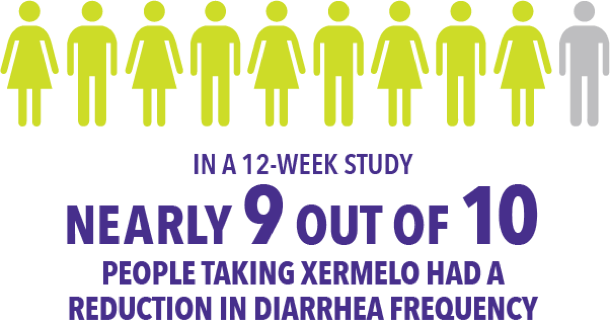 IN A 12-WEEK STUDY
NEARLY 9 OUT OF 10
PEOPLE TAKING XERMELO HAD A
REDUCTION IN DIARRHEA FREQUENCY